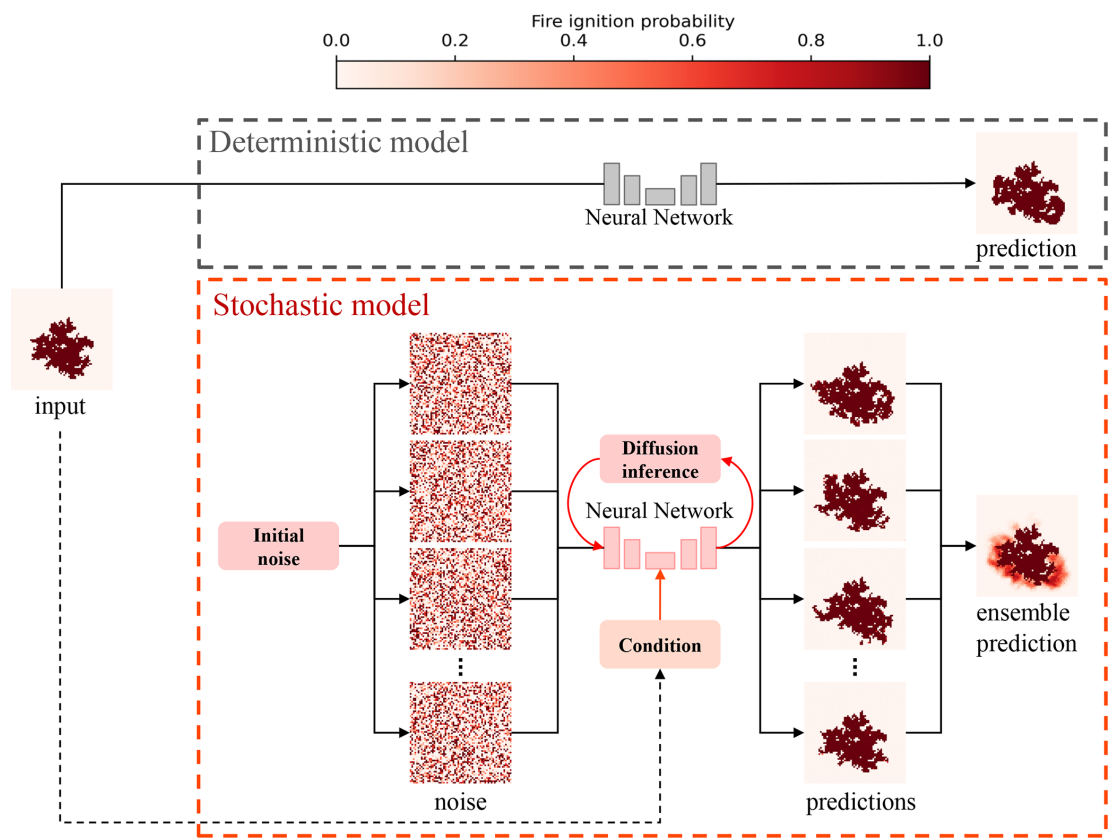 Fire ignition probability
0.0 0.2 0.4 0.6 0.8 1.0
Deterministic model
Neural Network
prediction
Stochastic model
input
Diffusion
inference
Neural Network
Initial
noise
Condition
ensemble
prediction
noise
predictions